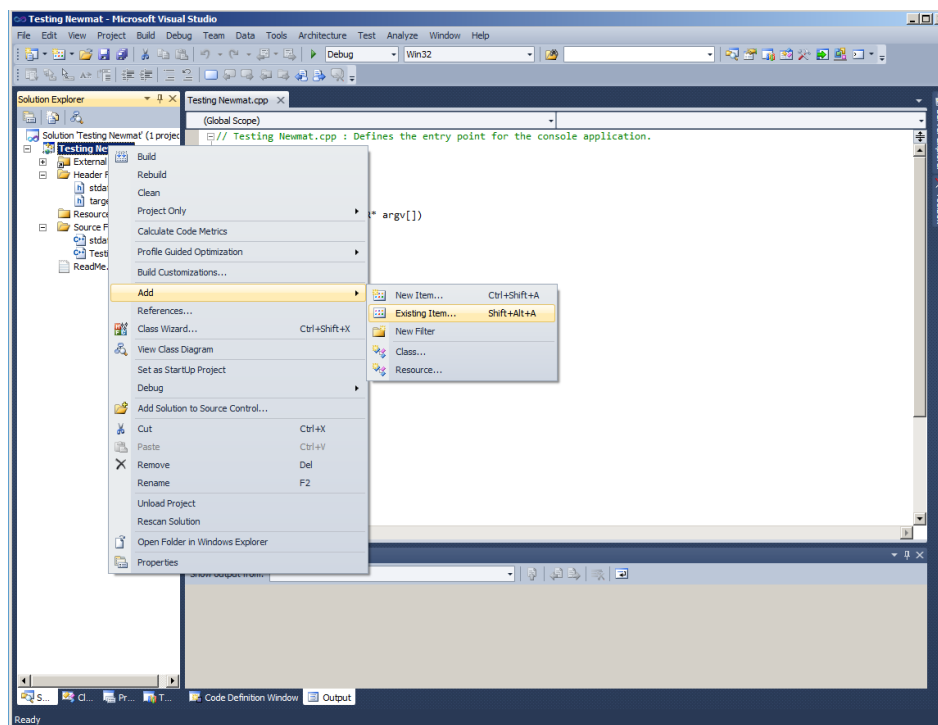 Testing Newmat - Microsoft Visual Studio
File Edit View Project Build Debug Team Data Tools Architecture Test Analyze Window Help
Debug Win32
Solution Explorer
Testing Newmat.cpp
(Global Scope)
Solution 'Testing Newmat' (1 projec
// Testing Newmat.cpp : Defines the entry point for the console application.
Testing Ne
External
Header F
stda
targe
* argv[])
Resource
Source F
stda
Testi
ReadMe.
Build
Rebuild
Clean
Project Only
Calculate Code Metrics
Profile Guided Optimization
Build Customizations...
Add
References...
Class Wizard... Ctrl+Shift+X
View Class Diagram
Set as StartUp Project
Debug
Add Solution to Source Control...
Cut Ctrl+X
Paste Ctrl+V
Remove Del
Rename F2
Unload Project
Rescan Solution
Open Folder in Windows Explorer
Properties
New Item... Ctrl+Shift+A
Existing Item... Shift+Alt+A
New Filter
Class...
Resource...
Show output from:
S... Cl... Pr... T...
Code Definition Window Output
Ready